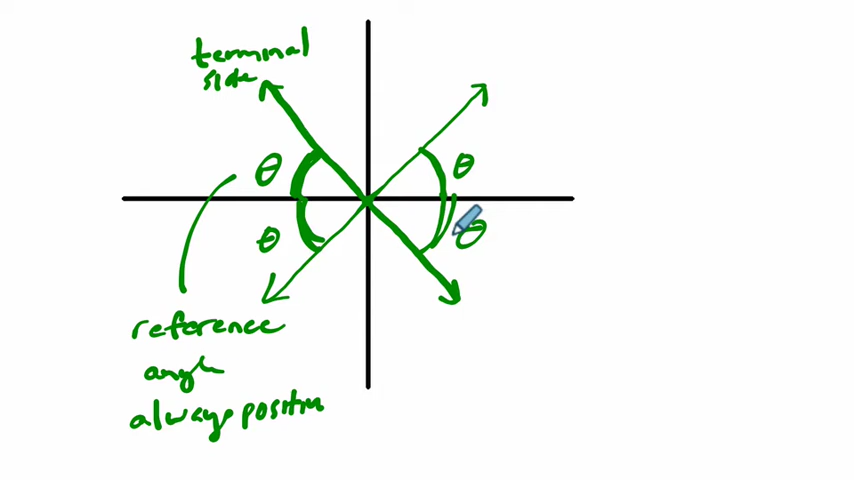 terminal
side
θ
θ
θ
θ
reference
angle
always positive